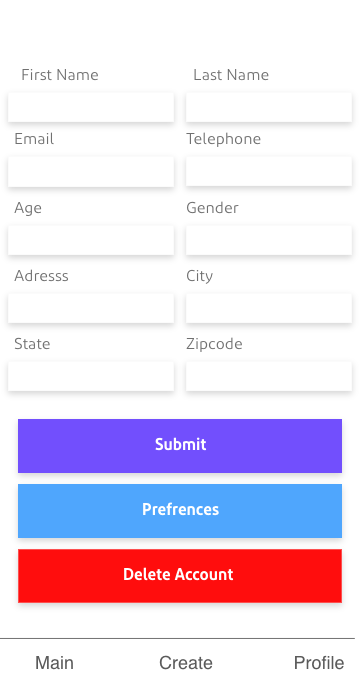 First Name Last Name
Email Telephone
Age Gender
Adresss City
State Zipcode
Submit
Prefrences
Delete Account
Main Create Profile